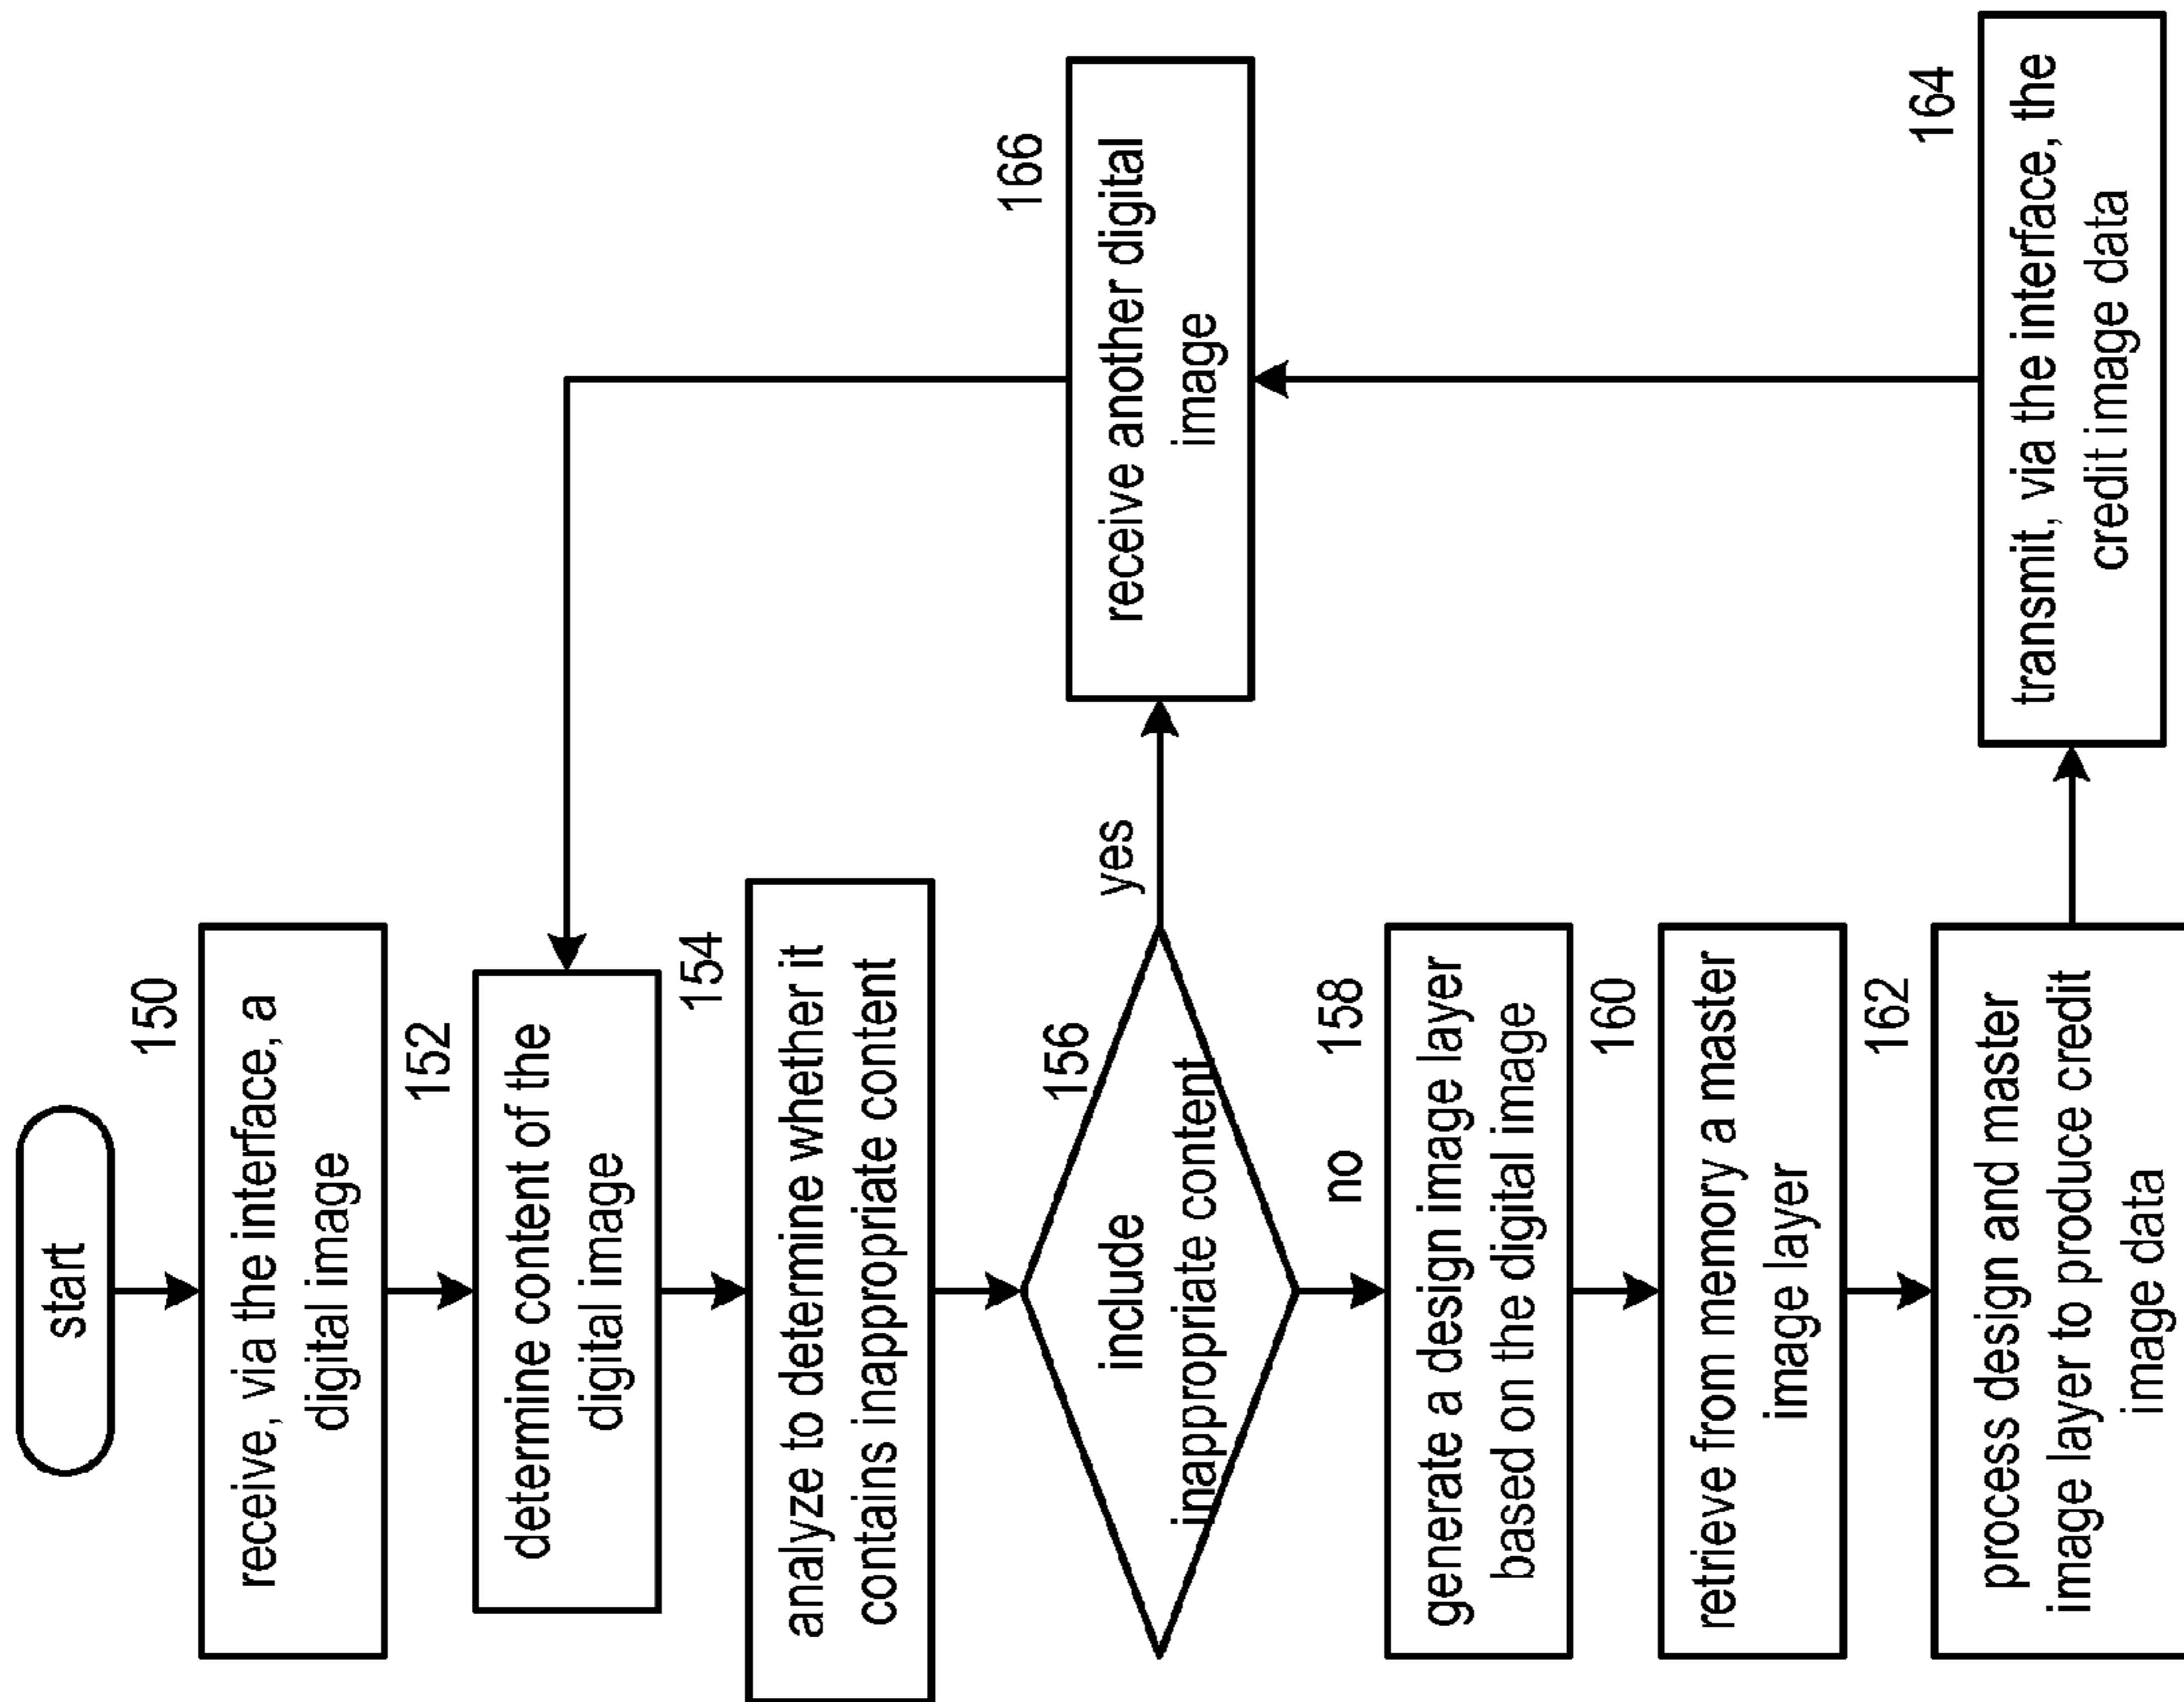 start
150
receive, via the interface, a
digital image
152
determine content of the
digital image
154
analyze to determine whether it
contains inappropriate content
156
include
inappropriate content
yes
no
158
generate a design image layer
based on the digital image
160
retrieve from memory a master
image layer
162
process design and master
image layer to produce credit
image data
164
transmit, via the interface, the
credit image data
166
receive another digital
image